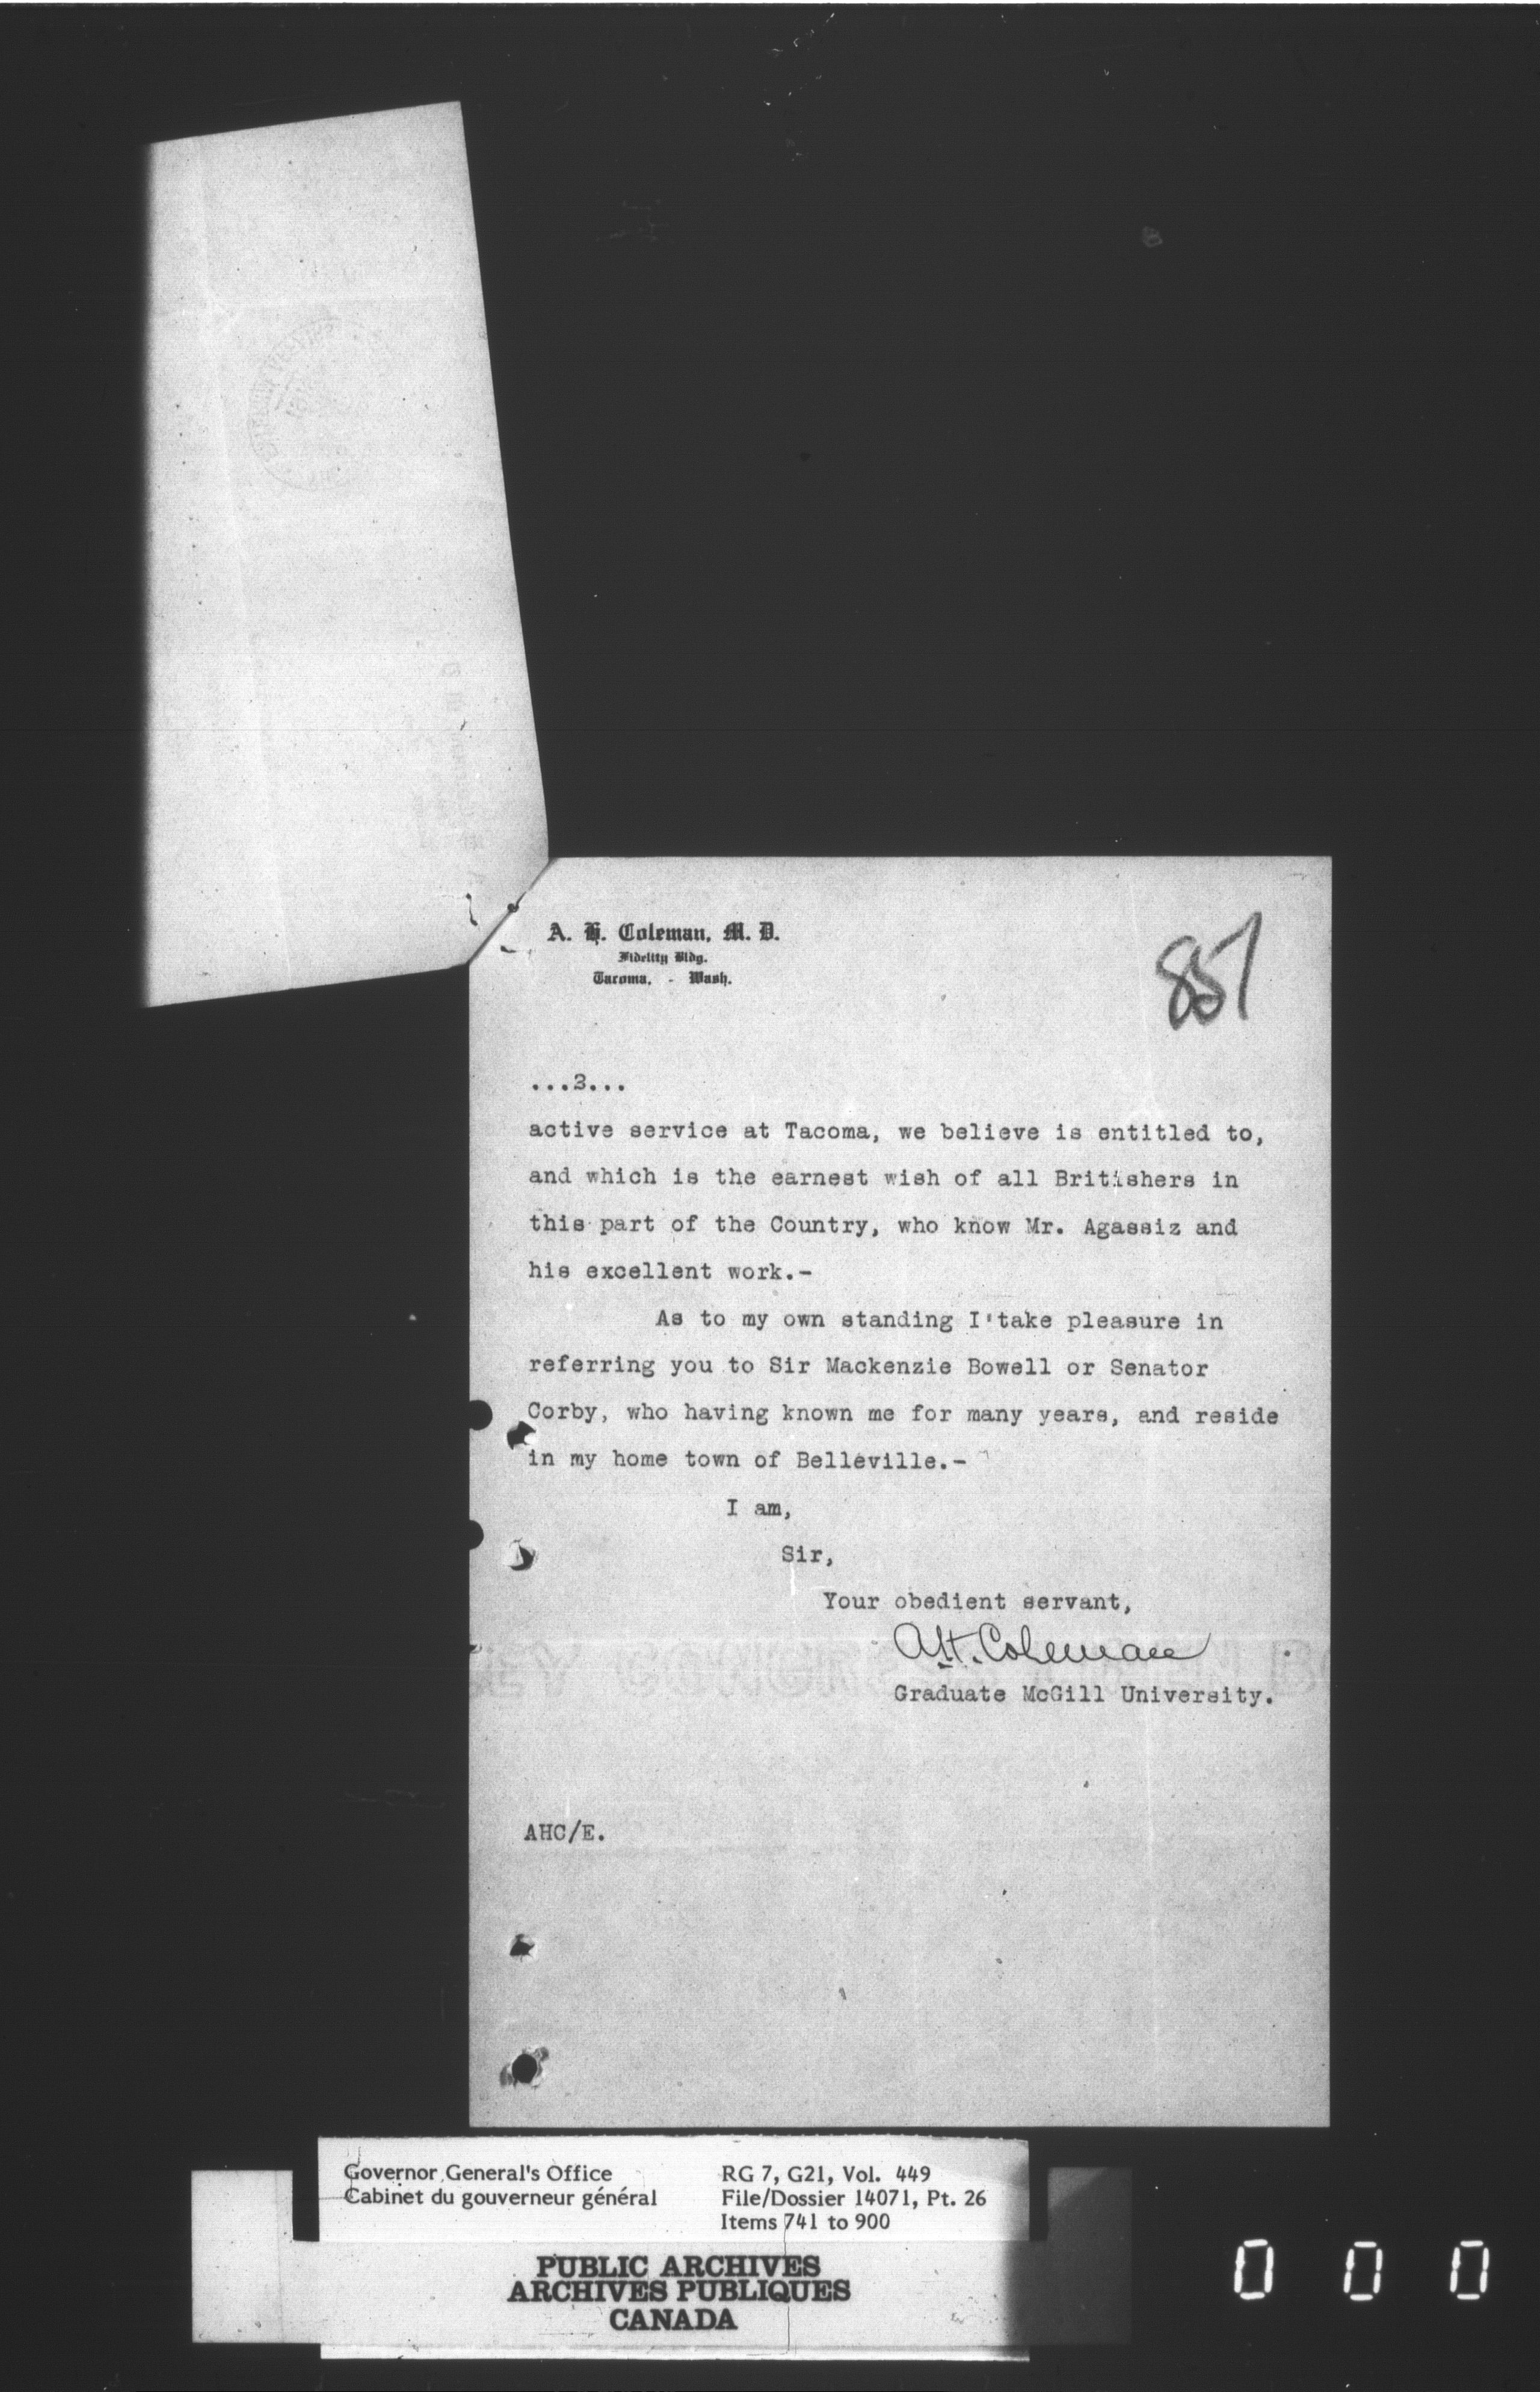 A. H. Coleman, M. D.
Fidelity Bldg.
Tacoma, - Wash.
857
...3...
active service at Tacoma, we believe is entitled to,
and which is the earnest wish of all Britishers in
this part of the Country, who know Mr. Agassiz and
his excellent work.-
As to my own standing I'take pleasure in
referring you to Sir Mackenzie Bowell or Senator
Corby, who having known me for many years, and reside
in my home town of Belleville.-
I am,
Sir,
Your obedient servant,
A.H. Coleman
Graduate McGill University.
AHC/E.
Governor General's Office
Cabinet du gouverneur général
RG 7, G21, Vol. 449
File/Dossier 14071, Pt. 26
Items 741 to 900
PUBLIC ARCHIVES
ARCHIVES PUBLIQUES
CANADA
0 0 0